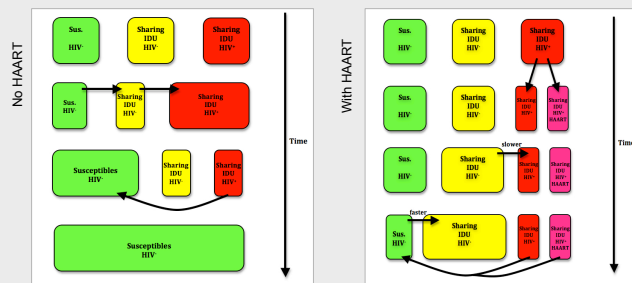 No HAART
Sus.
HIV⁻
Sharing
IDU
HIV⁻
Sharing
IDU
HIV⁺
Sus.
HIV⁻
Sharing
IDU
HIV⁻
Sharing
IDU
HIV⁻
Time
Susceptibles
HIV⁻
Sharing
IDU
HIV⁻
Sharing
IDU
HIV⁻
Susceptibles
HIV⁻
With HAART
Sus.
HIV⁻
Sharing
IDU
HIV⁻
Sharing
IDU
HIV⁺
Sus.
HIV⁻
Sharing
IDU
HIV⁻
Sharing
IDU
HIV⁺
Sharing
IDU
HIV⁺
HAART
Time
slower
Sus.
HIV⁻
Sharing
IDU
HIV⁻
Sharing
IDU
HIV⁺
Sharing
IDU
HIV⁺
HAART
faster
Sus.
HIV⁻
Sharing
IDU
HIV⁻
Sharing
IDU
HIV⁺
Sharing
IDU
HIV⁺
HAART